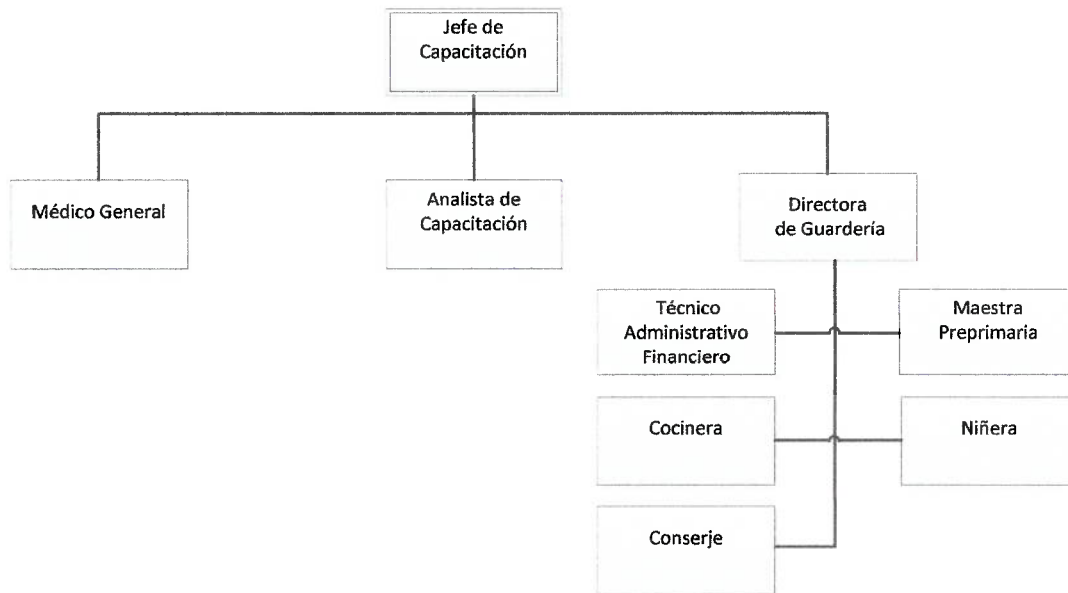 Jefe de
Capacitación
Médico General
Analista de
Capacitación
Directora
de Guardería
Técnico
Administrativo
Financiero
Maestra
Preprimaria
Cocinera
Niñera
Conserje